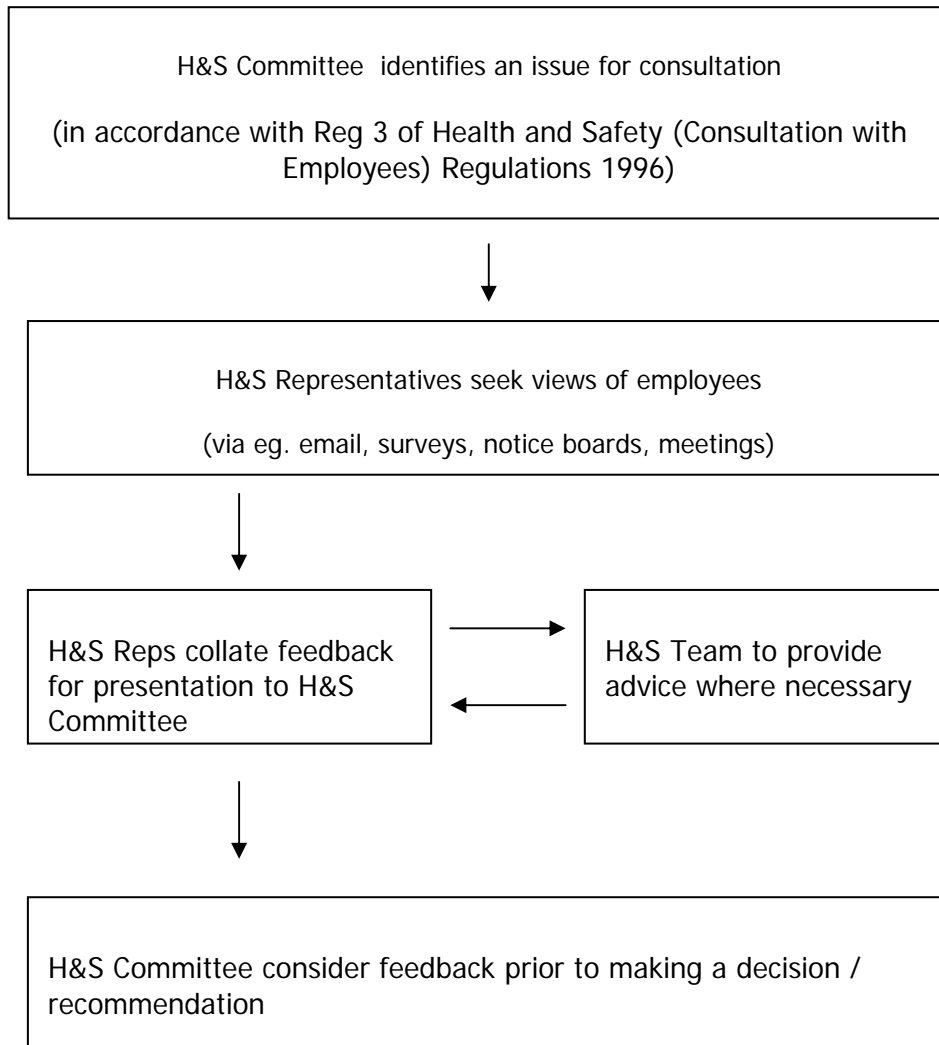 H&S Committee  identifies an issue for consultation
(in accordance with Reg 3 of Health and Safety (Consultation with
Employees) Regulations 1996)
H&S Representatives seek views of employees
(via eg. email, surveys, notice boards, meetings)
H&S Reps collate feedback
for presentation to H&S
Committee
H&S Team to provide
advice where necessary
H&S Committee consider feedback prior to making a decision /
recommendation